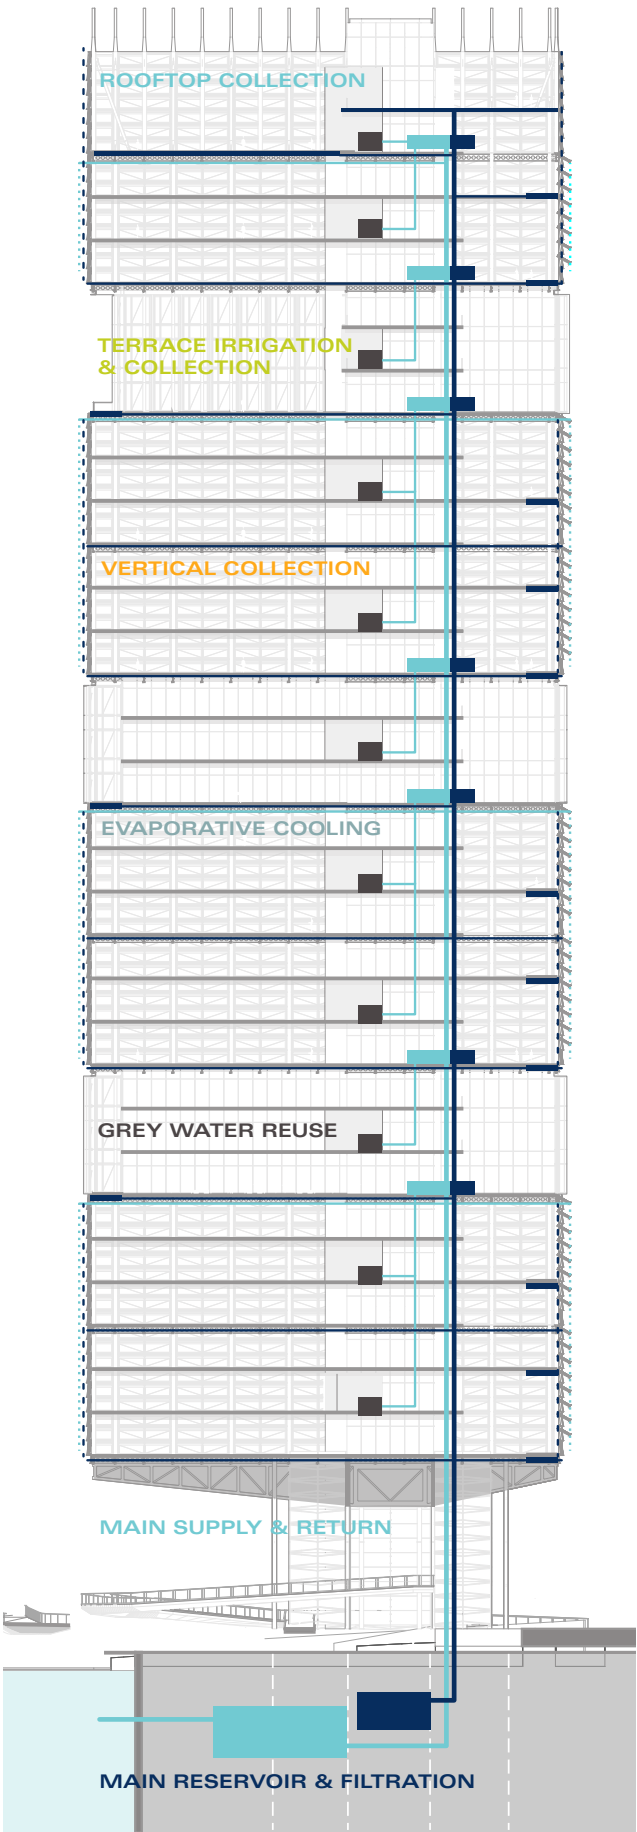 ROOFTOP COLLECTION
TERRACE IRRIGATION
& COLLECTION
VERTICAL COLLECTION
EVAPORATIVE COOLING
GREY WATER REUSE
MAIN SUPPLY & RETURN
MAIN RESERVOIR & FILTRATION